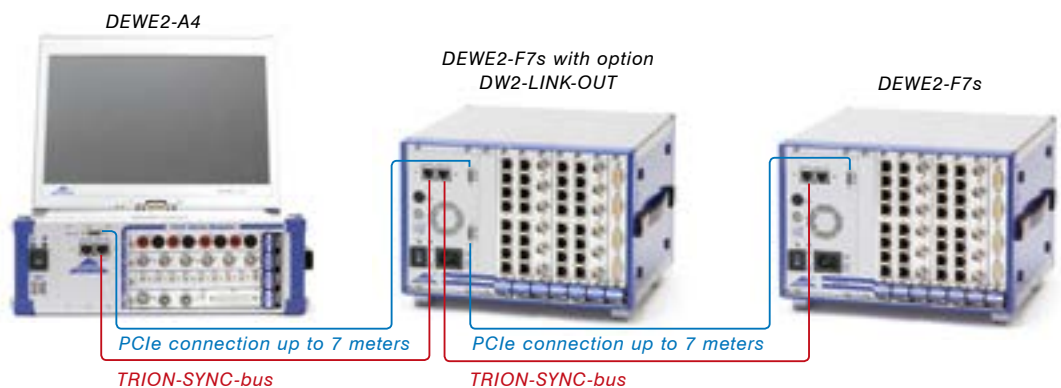 DEWE2-A4
DEWE2-F7s with option
DW2-LINK-OUT
DEWE2-F7s
PCIe connection up to 7 meters
PCIe connection up to 7 meters
TRION-SYNC-bus
TRION-SYNC-bus